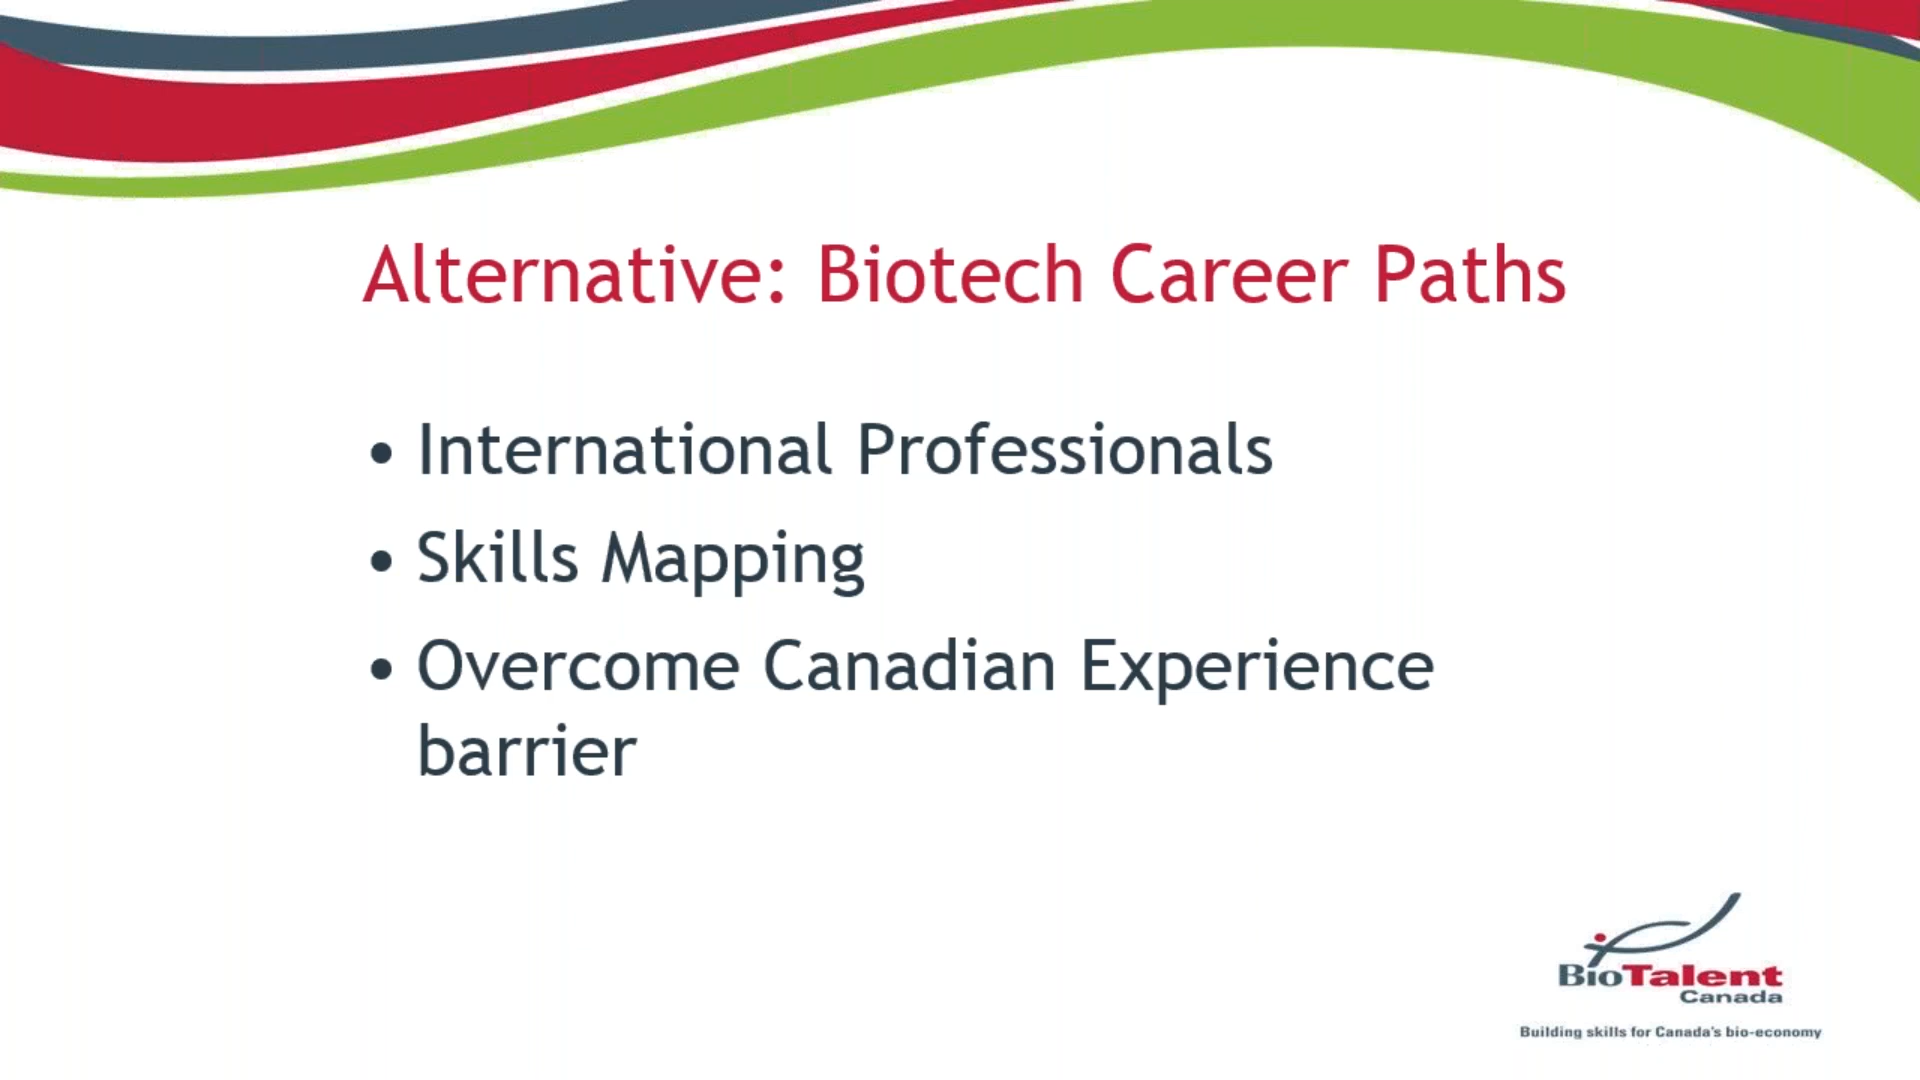 Alternative: Biotech Career Paths
• International Professionals
• Skills Mapping
• Overcome Canadian Experience
barrier
BioTalent
Canada
Building skills for Canada's bio-economy